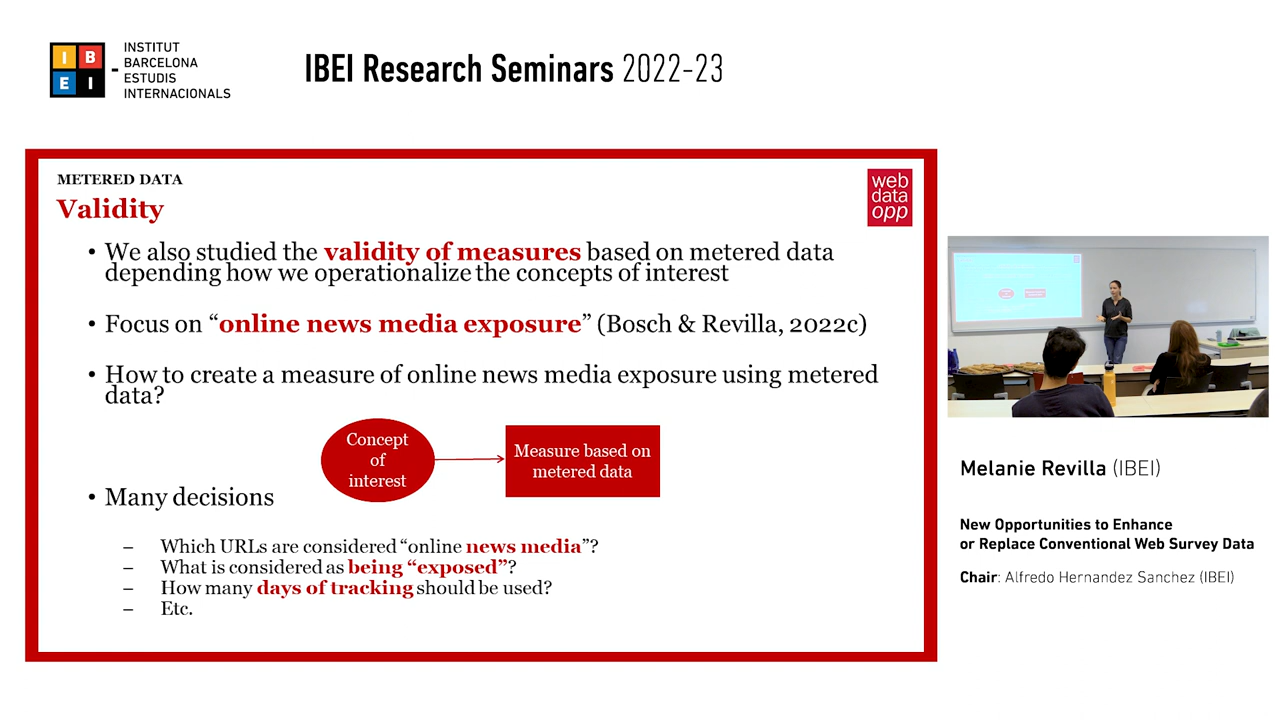 I B E I
INSTITUT
BARCELONA
ESTUDIS
INTERNACIONALS
IBEI Research Seminars 2022-23
METERED DATA
Validity
web
data
opp
• We also studied the validity of measures based on metered data
depending how we operationalize the concepts of interest
• Focus on “online news media exposure” (Bosch & Revilla, 2022c)
• How to create a measure of online news media exposure using metered
data?
Concept
of
interest
Measure based on
metered data
• Many decisions
– Which URLs are considered “online news media”?
– What is considered as being “exposed”?
– How many days of tracking should be used?
– Etc.
Melanie Revilla (IBEI)
New Opportunities to Enhance
or Replace Conventional Web Survey Data
Chair: Alfredo Hernandez Sanchez (IBEI)